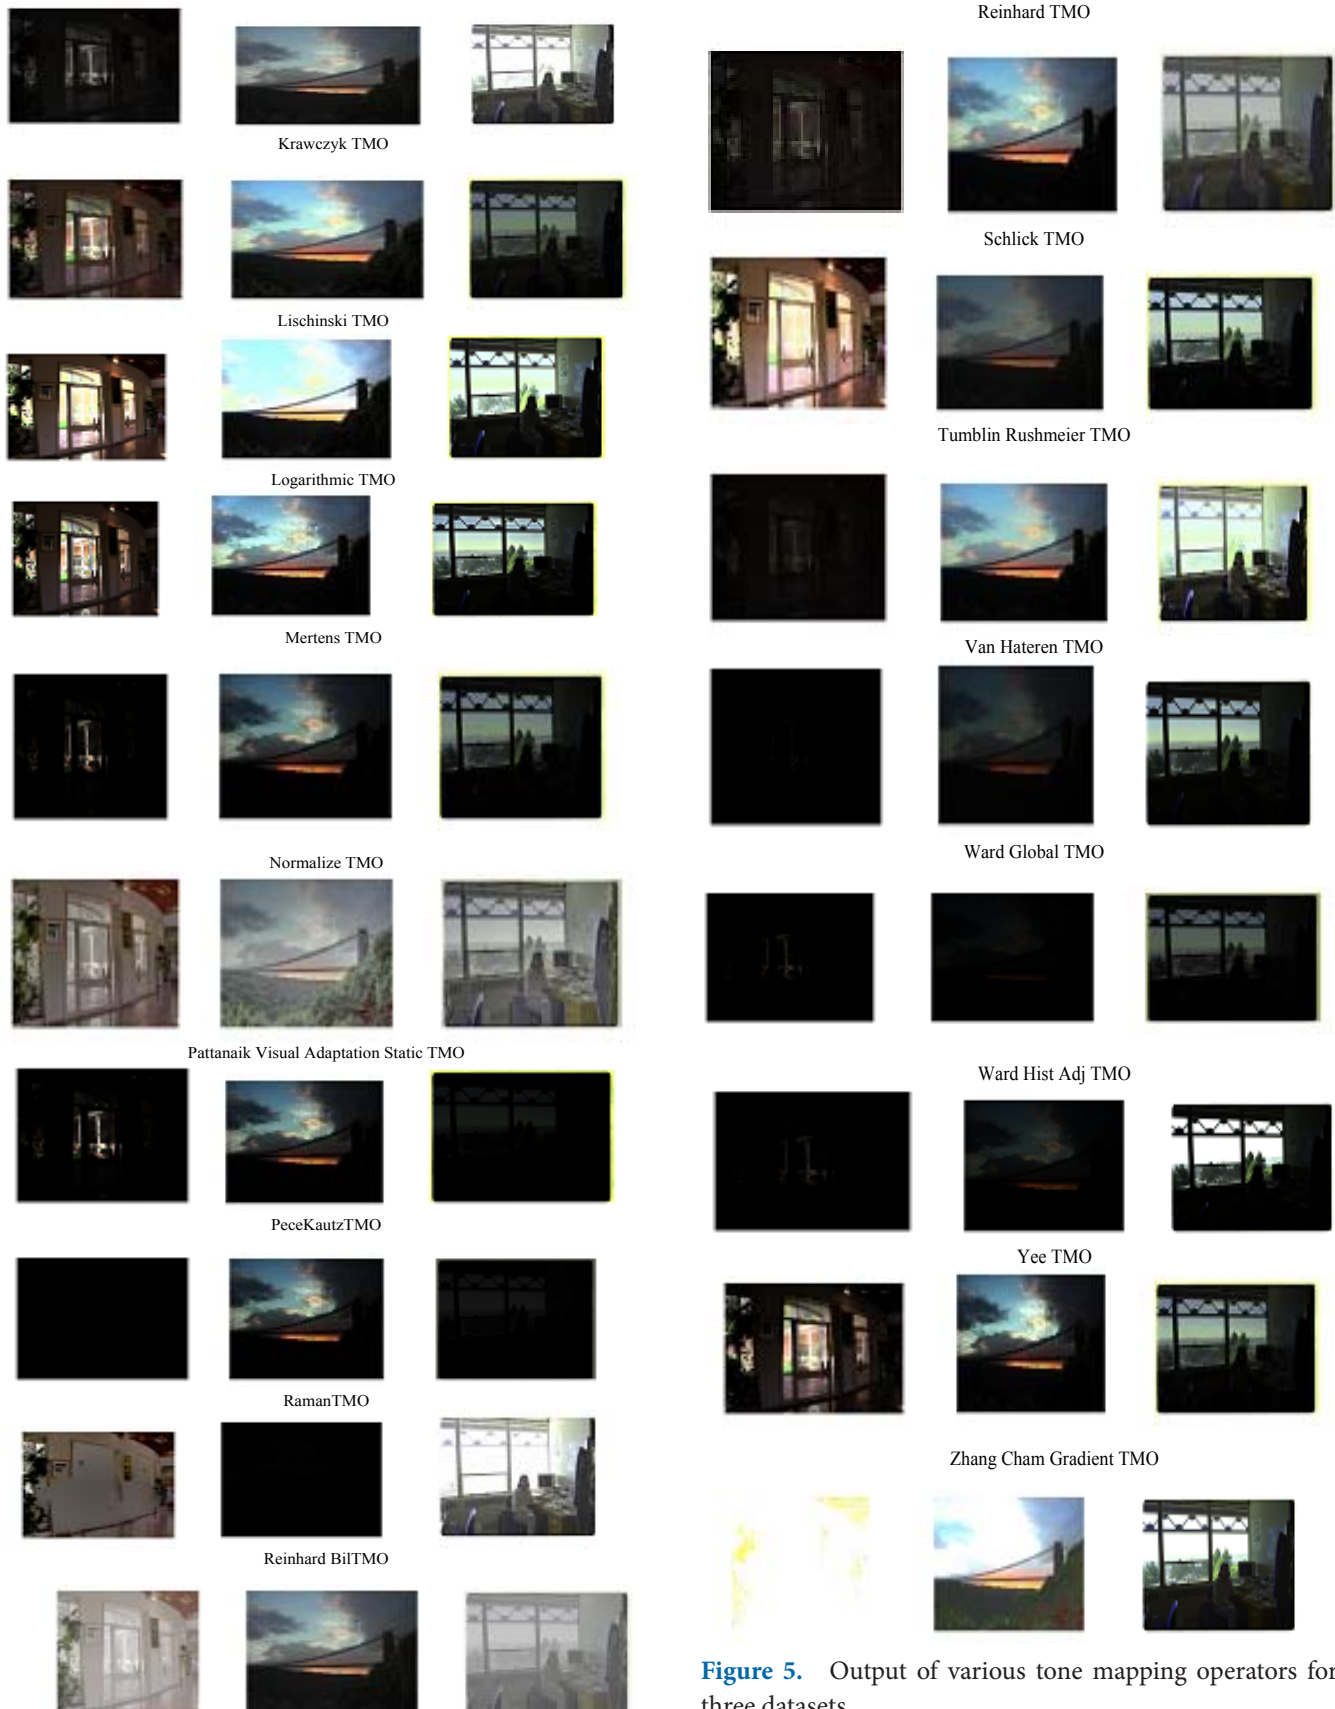 Krawczyk TMO
Lischinski TMO
Logarithmic TMO
Mertens TMO
Normalize TMO
Pattanaik Visual Adaptation Static TMO
PeceKautzTMO
RamanTMO
Reinhard BilTMO
Reinhard TMO
Schlick TMO
Tumblin Rushmeier TMO
Van Hateren TMO
Ward Global TMO
Ward Hist Adj TMO
Yee TMO
Zhang Cham Gradient TMO
Figure 5. Output of various tone mapping operators for
three datasets